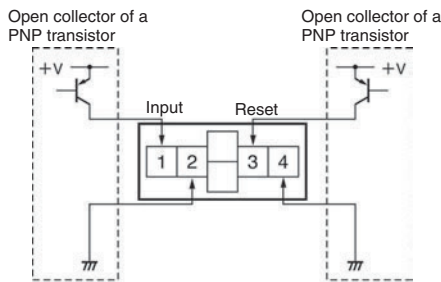 Open collector of a
PNP transistor
Open collector of a
PNP transistor
+V
+V
Input
Reset
1 2 3 4